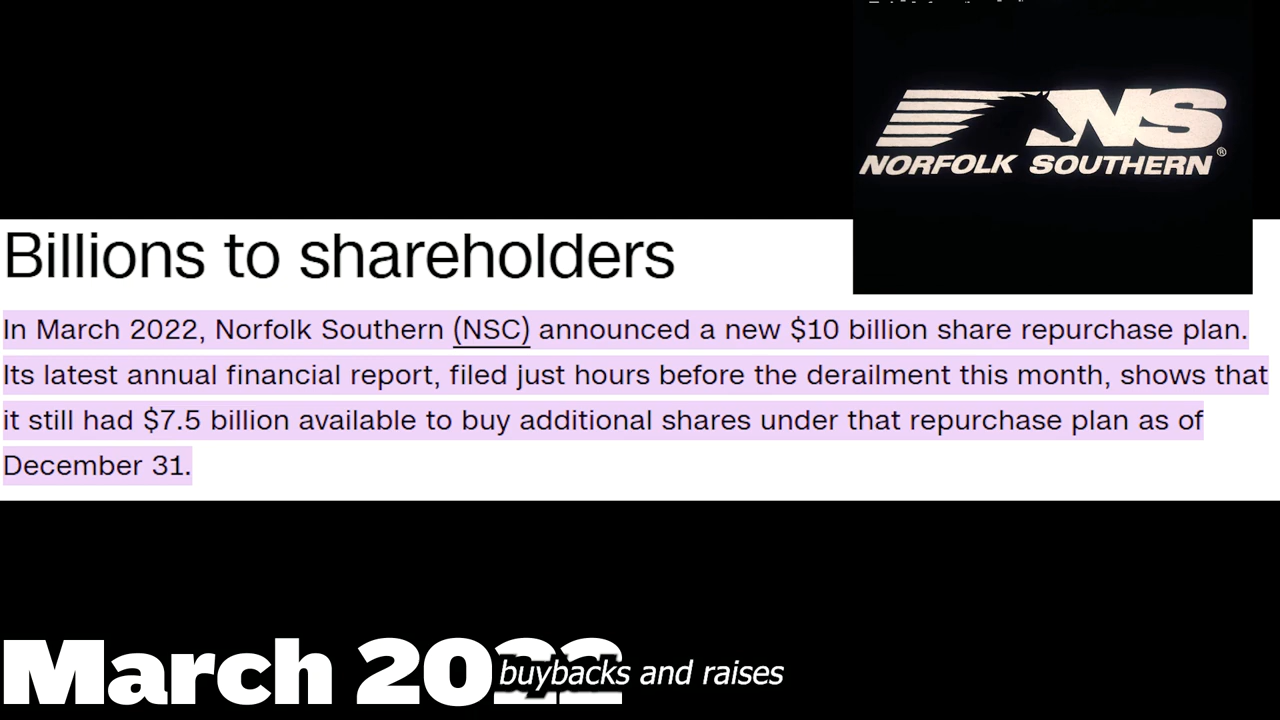 NS
NORFOLK SOUTHERN®
Billions to shareholders
In March 2022, Norfolk Southern (NSC) announced a new $10 billion share repurchase plan.
Its latest annual financial report, filed just hours before the derailment this month, shows that
it still had $7.5 billion available to buy additional shares under that repurchase plan as of
December 31.
March 2022
buybacks and raises